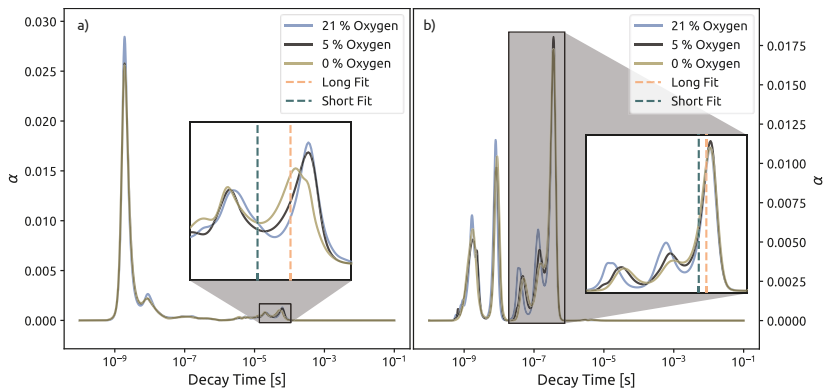 a)
21 % Oxygen
5 % Oxygen
0 % Oxygen
Long Fit
Short Fit
0.030
0.025
0.020
0.015
0.010
0.005
0.000
α
10⁻⁹
10⁻⁷
10⁻⁵
10⁻³
10⁻¹
Decay Time [s]
b)
21 % Oxygen
5 % Oxygen
0 % Oxygen
Long Fit
Short Fit
0.0175
0.0150
0.0125
0.0100
0.0075
0.0050
0.0025
0.0000
α
10⁻⁹
10⁻⁷
10⁻⁵
10⁻³
10⁻¹
Decay Time [s]